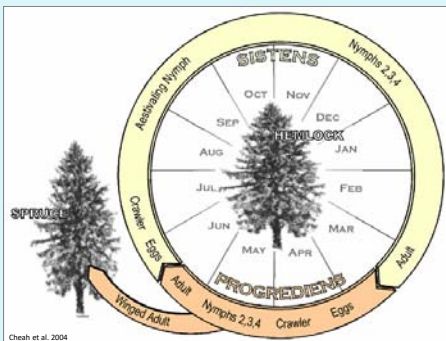 SISTENS
Nymphs 2,3,4
Adult
Eggs
Crawler
Nymphs 2,3,4
Adult
Eggs
Crawler
Aestivating Nymph
OCT
NOV
DEC
JAN
FEB
MAR
APR
MAY
JUN
JUL
AUG
SEP
HEMLOCK
SPRUCE
PROGREDIENS
Winged Adult
Cheah et al. 2004